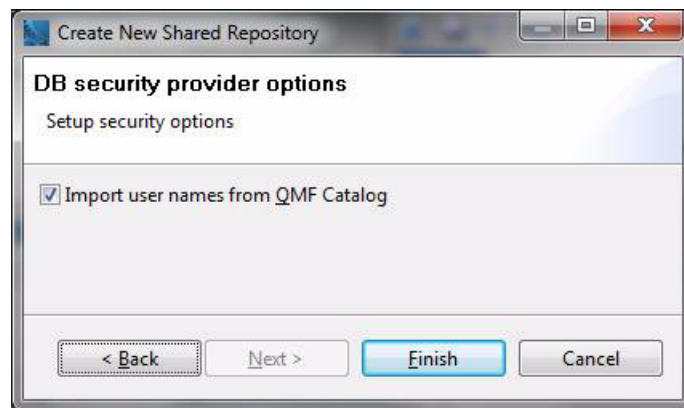 Create New Shared Repository
DB security provider options
Setup security options
Import user names from QMF Catalog
< Back Next > Finish Cancel